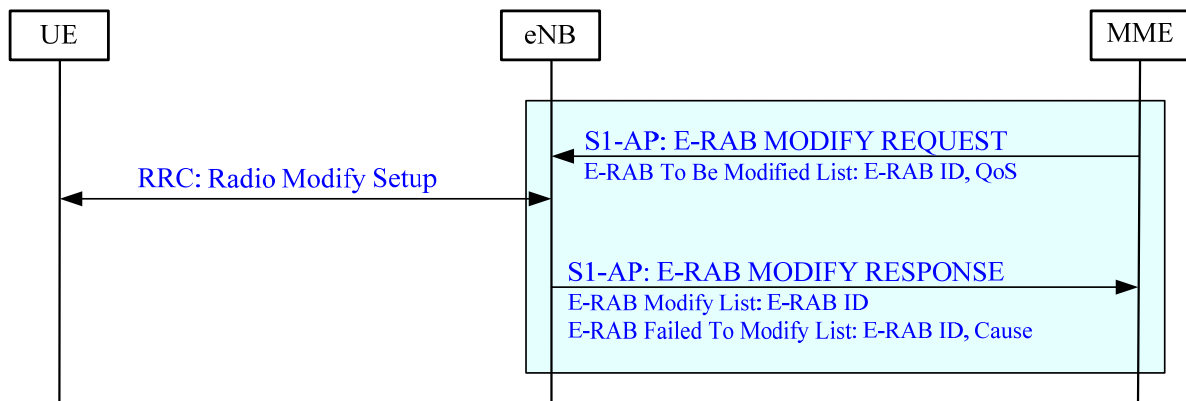 UE
eNB
MME
S1-AP: E-RAB MODIFY REQUEST
E-RAB To Be Modified List: E-RAB ID, QoS
RRC: Radio Modify Setup
S1-AP: E-RAB MODIFY RESPONSE
E-RAB Modify List: E-RAB ID
E-RAB Failed To Modify List: E-RAB ID, Cause